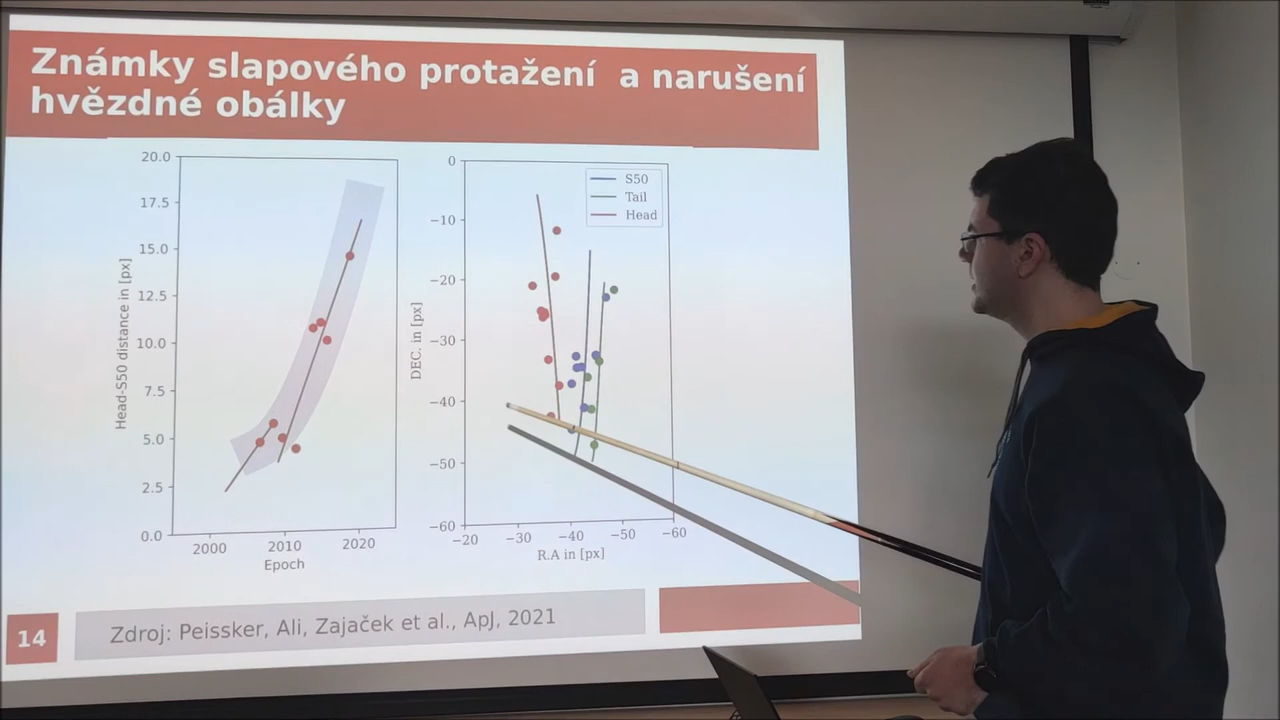 Známky slapového protažení a narušení
hvězdné obálky
20.0
17.5
15.0
12.5
10.0
7.5
5.0
2.5
0.0
Head-S50 distance in [px]
2000
2010
2020
Epoch
0
−10
−20
−30
−40
−50
−60
DEC. in [px]
S50
Tail
Head
−20
−30
−40
−50
−60
R.A in [px]
14
Zdroj: Peissker, Ali, Zajaček et al., ApJ, 2021